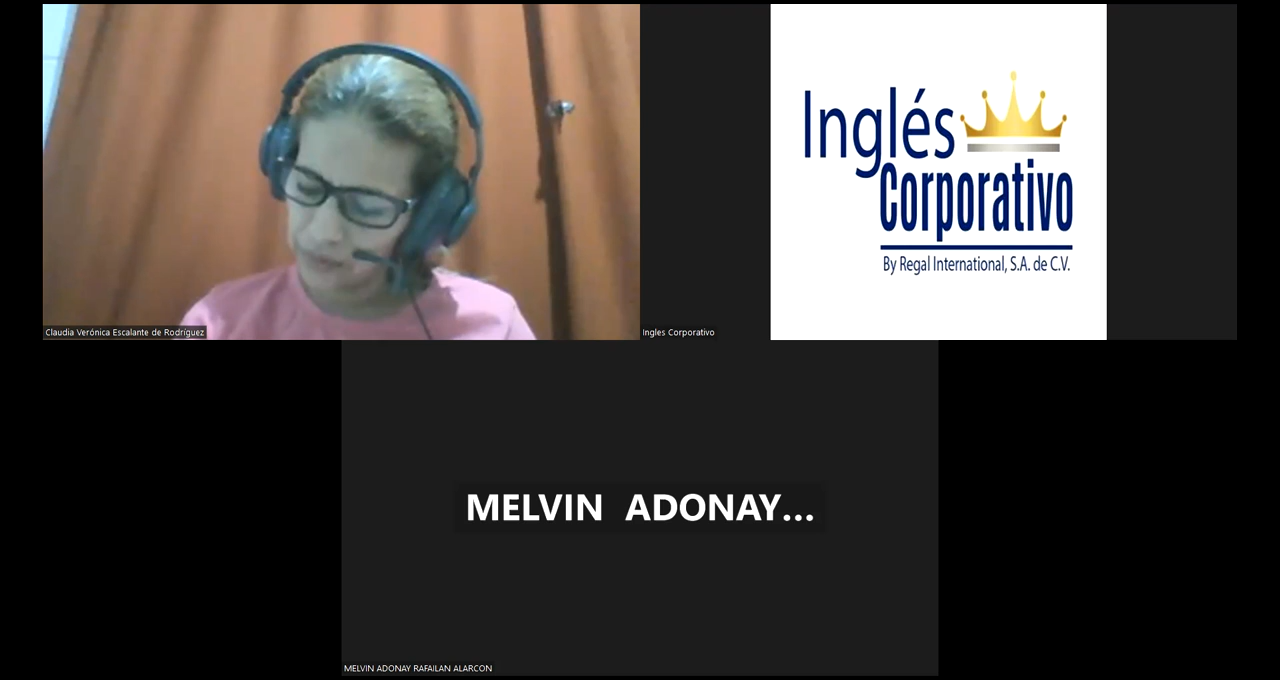 Inglés
Corporativo
By Regal International, S.A. de C.V.
Claudia Verónica Escalante de Rodríguez
Ingles Corporativo
MELVIN ADONAY...
MELVIN ADONAY RAFAILAN ALARCON